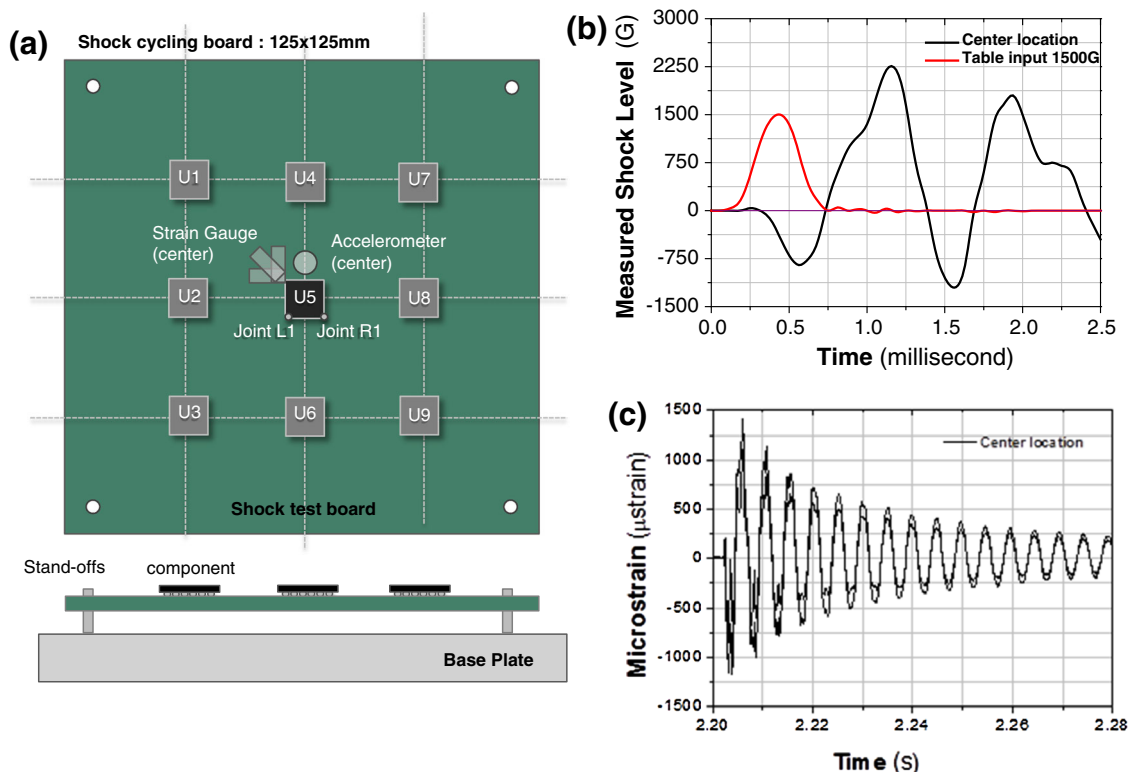 (a)
Shock cycling board : 125x125mm
U1
U4
U7
Strain Gauge
(center)
Accelerometer
(center)
U2
U5
U8
Joint L1
Joint R1
U3
U6
U9
Shock test board
Stand-offs
component
Base Plate
(b)
Measured Shock Level (G)
3000
2250
1500
750
0
-750
-1500
Center location
Table input 1500G
0.0
0.5
1.0
1.5
2.0
2.5
Time (millisecond)
(c)
Microstrain (μstrain)
1500
1000
500
0
-500
-1000
-1500
Center location
2.20
2.22
2.24
2.26
2.28
Time (s)